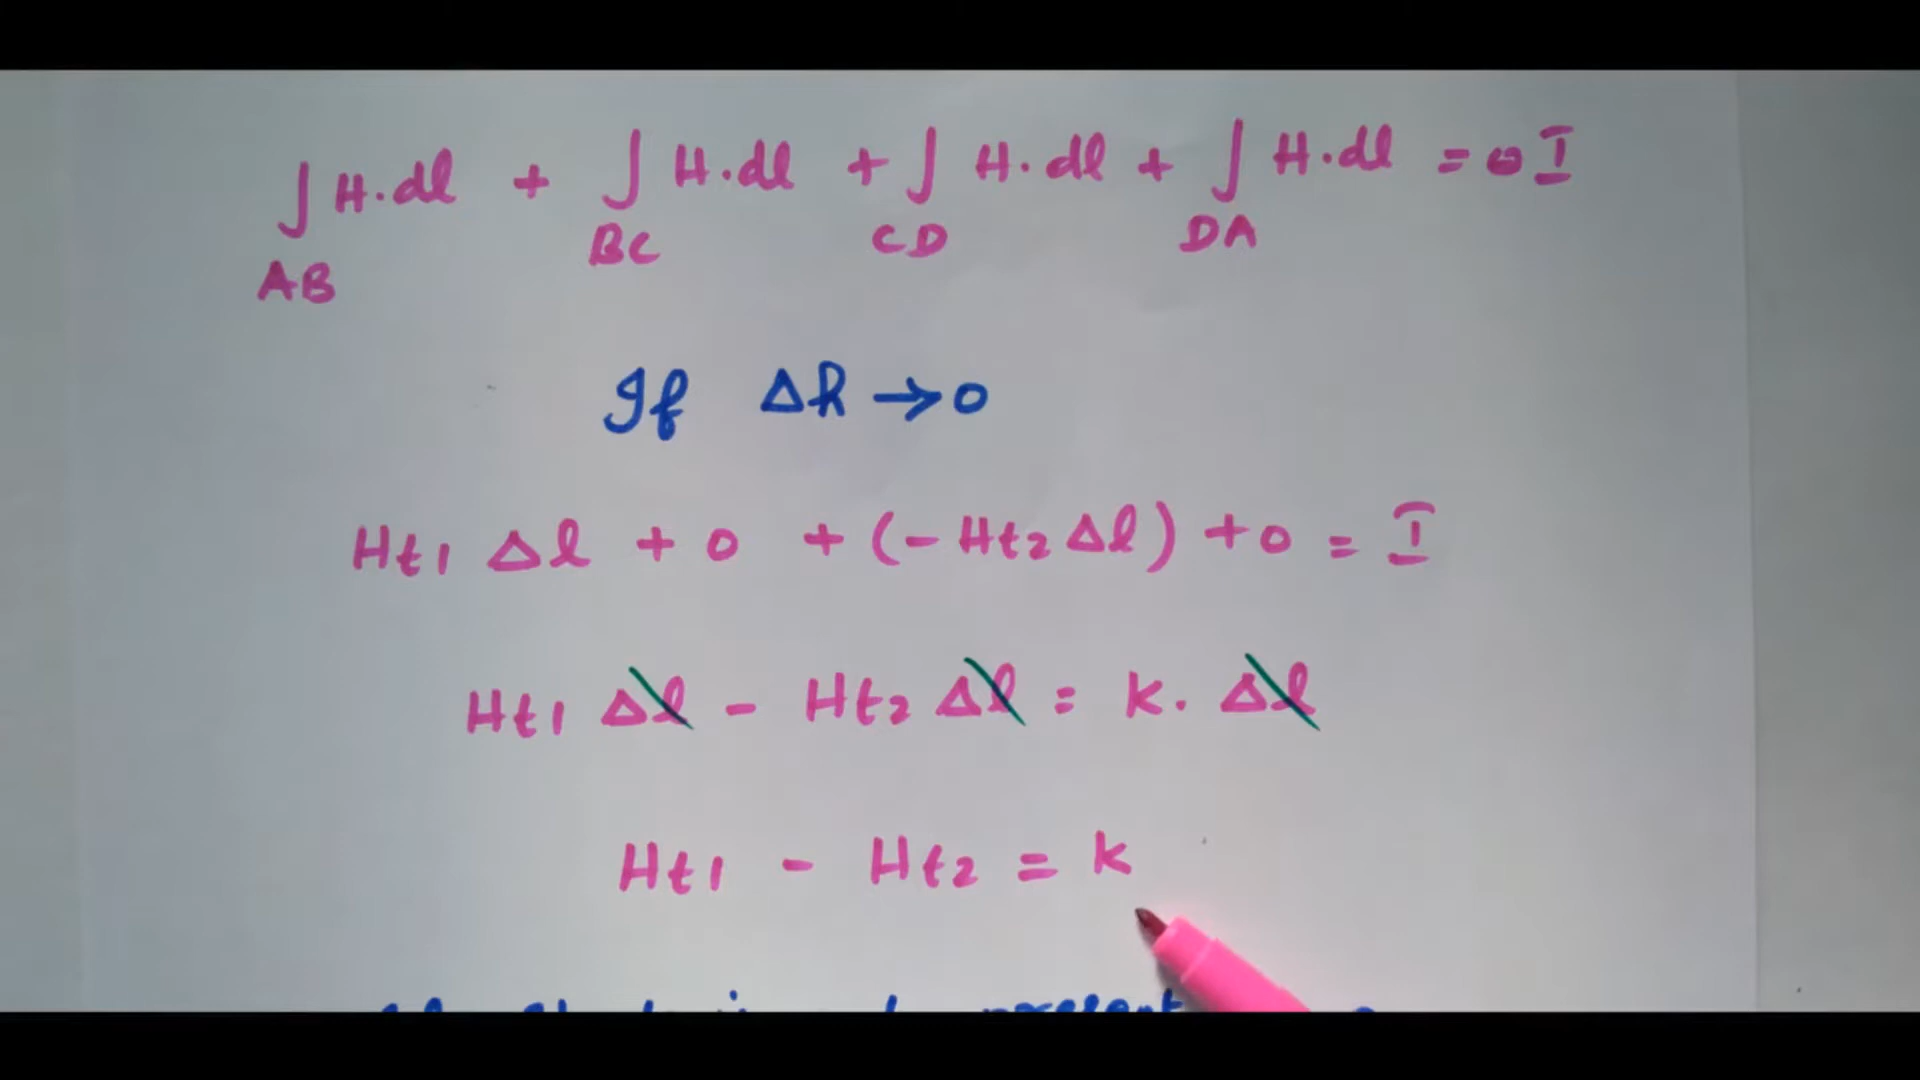 ∫ H.dl + ∫ H.dl + ∫ H.dl + ∫ H.dl = I
AB BC CD DA
If Δh → 0
Ht1 Δl + 0 + (- Ht2 Δl) + 0 = I
Ht1 Δl - Ht2 Δl = K. Δl
Ht1 - Ht2 = K
present